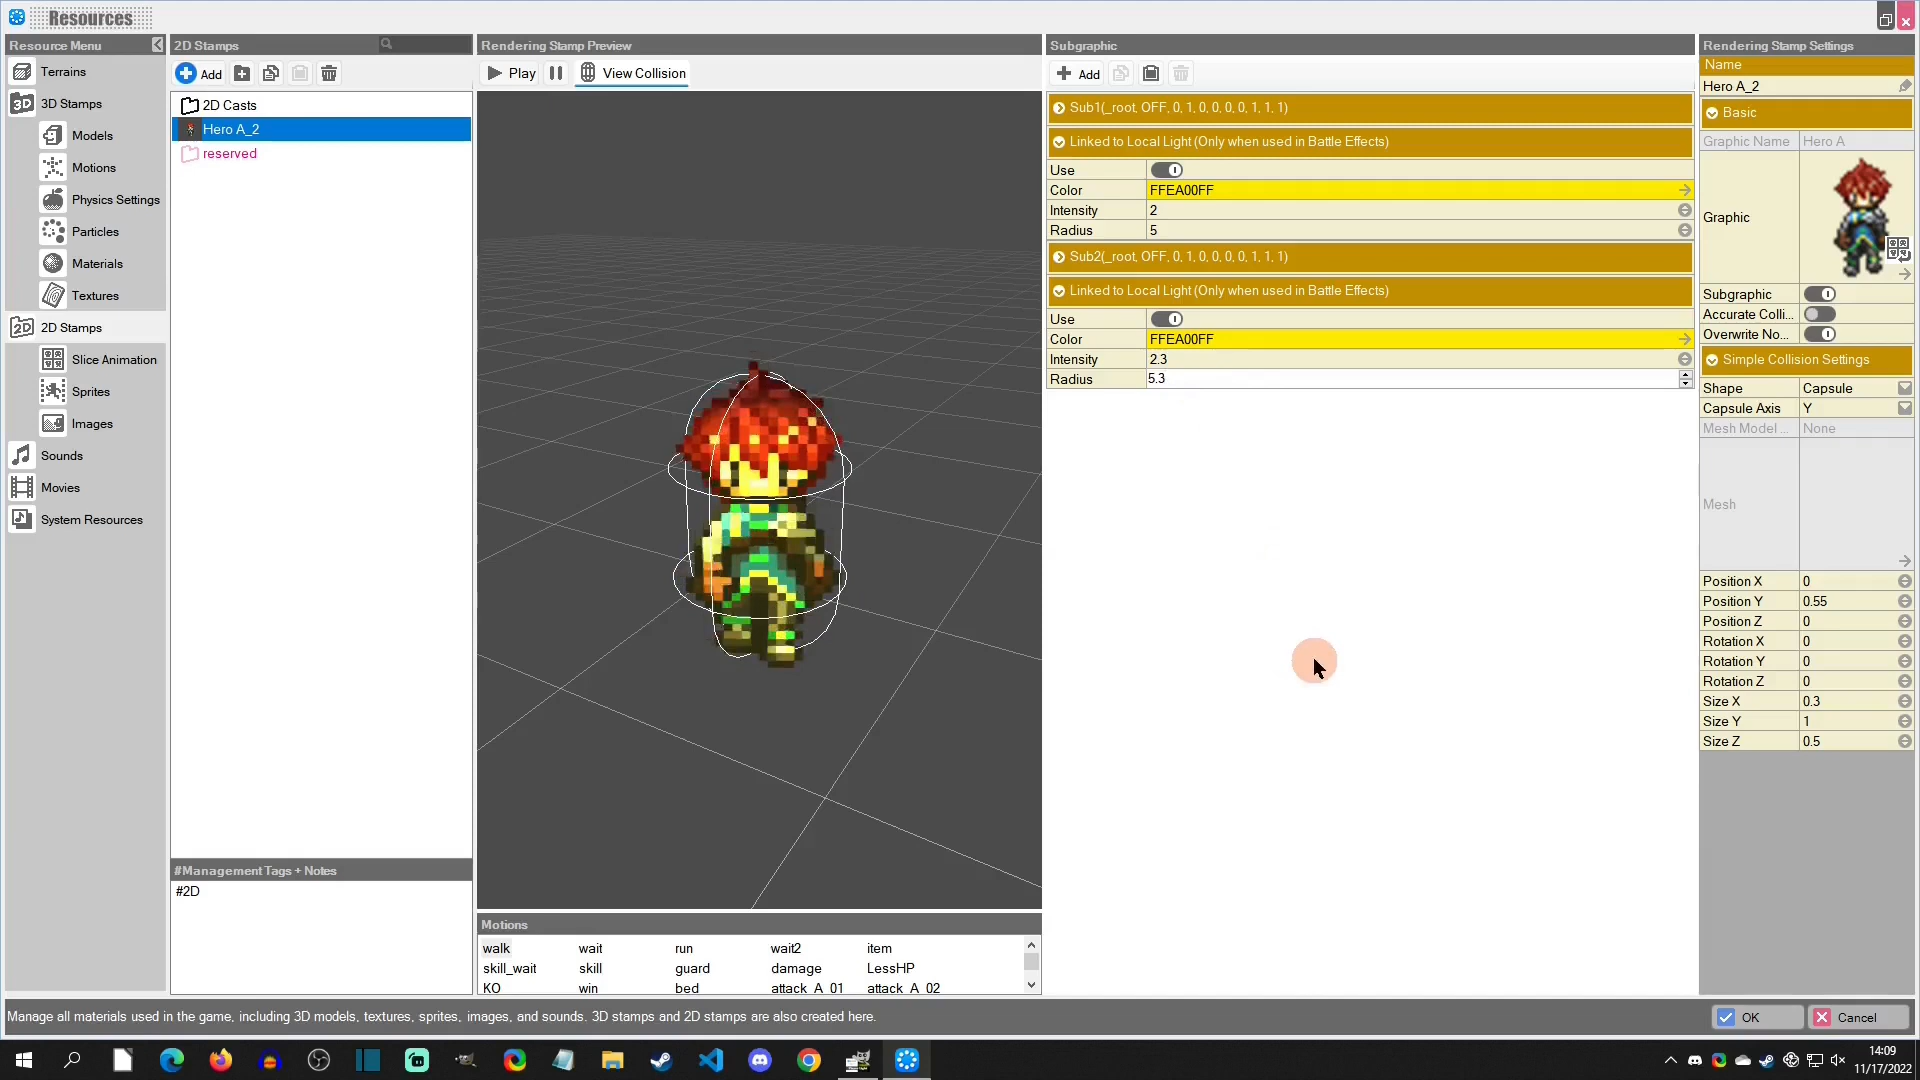 Resources
Resource Menu
Terrains
3D Stamps
Models
Motions
Physics Settings
Particles
Materials
Textures
2D Stamps
Slice Animation
Sprites
Images
Sounds
Movies
System Resources
2D Stamps
Add
2D Casts
Hero A_2
reserved
#Management Tags + Notes
#2D
Rendering Stamp Preview
Play
View Collision
Motions
walk wait run wait2 item
skill_wait skill guard damage LessHP
KO win bed attack_A_01 attack_A_02
Subgraphic
Add
Sub1(_root, OFF, 0, 1, 0, 0, 0, 0, 1, 1, 1)
Linked to Local Light (Only when used in Battle Effects)
Use
Color FFEA00FF
Intensity 2
Radius 5
Sub2(_root, OFF, 0, 1, 0, 0, 0, 0, 1, 1, 1)
Linked to Local Light (Only when used in Battle Effects)
Use
Color FFEA00FF
Intensity 2.3
Radius 5.3
Rendering Stamp Settings
Name
Hero A_2
Basic
Graphic Name Hero A
Graphic
Subgraphic
Accurate Colli...
Overwrite No...
Simple Collision Settings
Shape Capsule
Capsule Axis Y
Mesh Model ... None
Mesh
Position X 0
Position Y 0.55
Position Z 0
Rotation X 0
Rotation Y 0
Rotation Z 0
Size X 0.3
Size Y 1
Size Z 0.5
Manage all materials used in the game, including 3D models, textures, sprites, images, and sounds. 3D stamps and 2D stamps are also created here.
OK
Cancel
14:09
11/17/2022